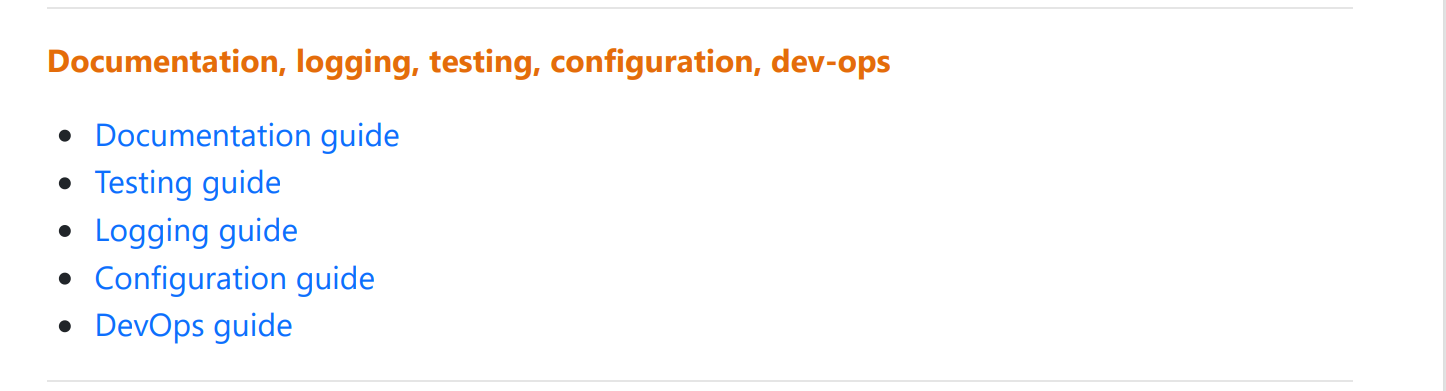 Documentation, logging, testing, configuration, dev-ops
Documentation guide
Testing guide
Logging guide
Configuration guide
DevOps guide